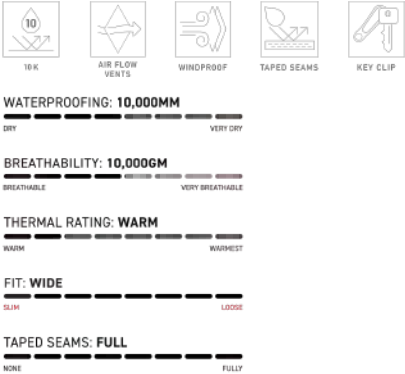 10
10K
AIR FLOW
VENTS
WINDPROOF
TAPED SEAMS
KEY CLIP
WATERPROOFING: 10,000MM
DRY VERY DRY
BREATHABILITY: 10,000GM
BREATHABLE VERY BREATHABLE
THERMAL RATING: WARM
WARM WARMEST
FIT: WIDE
SLIM LOOSE
TAPED SEAMS: FULL
NONE FULLY